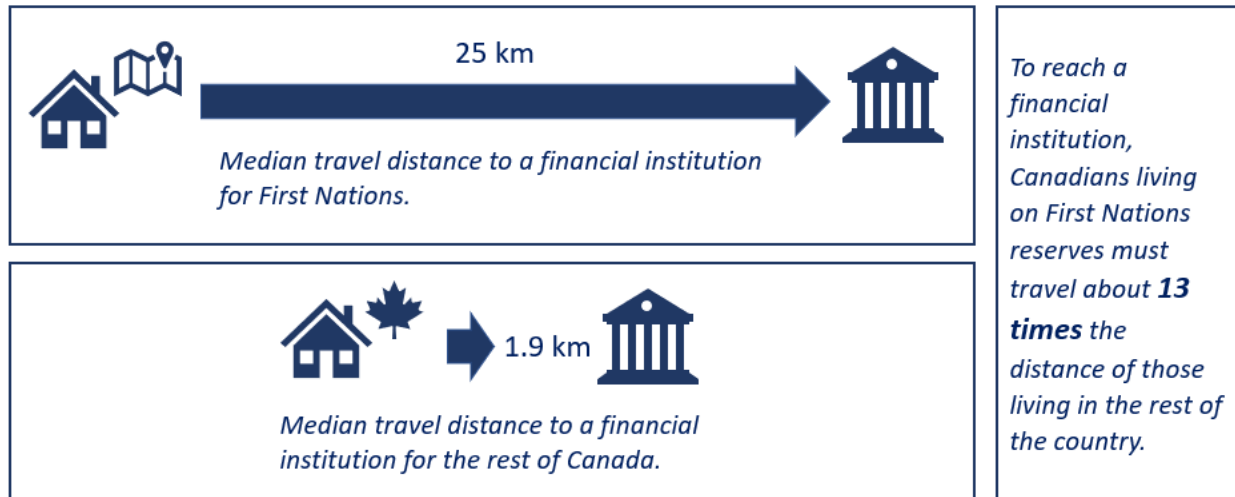 25 km
Median travel distance to a financial institution
for First Nations.
1.9 km
Median travel distance to a financial
institution for the rest of Canada.
To reach a
financial
institution,
Canadians living
on First Nations
reserves must
travel about 13
times the
distance of those
living in the rest of
the country.